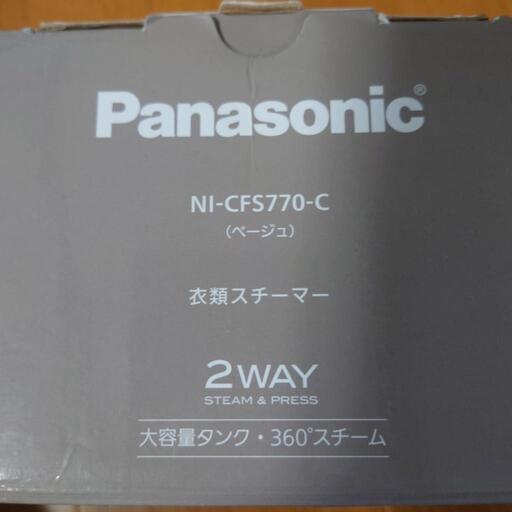 Panasonic®
NI-CFS770-C
（ベージュ）
衣類スチーマー
2WAY
STEAM & PRESS
大容量タンク・360°スチーム